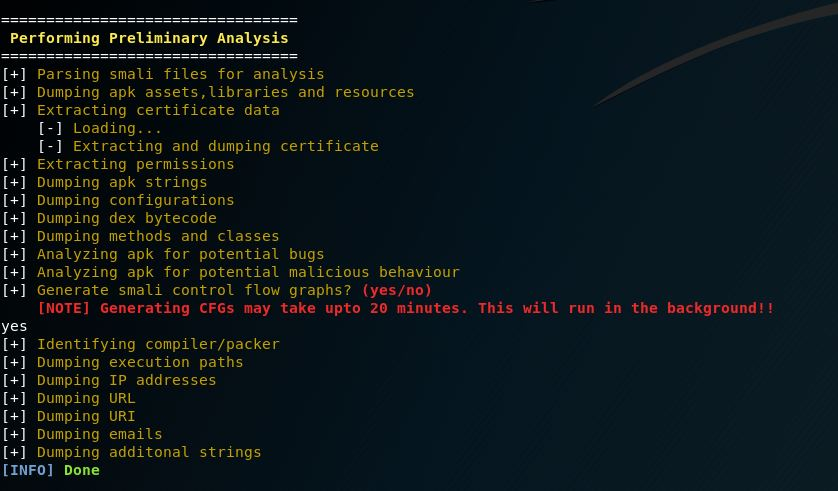 =================================
Performing Preliminary Analysis
=================================
[+] Parsing smali files for analysis
[+] Dumping apk assets,libraries and resources
[+] Extracting certificate data
[-] Loading...
[-] Extracting and dumping certificate
[+] Extracting permissions
[+] Dumping apk strings
[+] Dumping configurations
[+] Dumping dex bytecode
[+] Dumping methods and classes
[+] Analyzing apk for potential bugs
[+] Analyzing apk for potential malicious behaviour
[+] Generate smali control flow graphs? (yes/no)
[NOTE] Generating CFGs may take upto 20 minutes. This will run in the background!!
yes
[+] Identifying compiler/packer
[+] Dumping execution paths
[+] Dumping IP addresses
[+] Dumping URL
[+] Dumping URI
[+] Dumping emails
[+] Dumping additonal strings
[INFO] Done